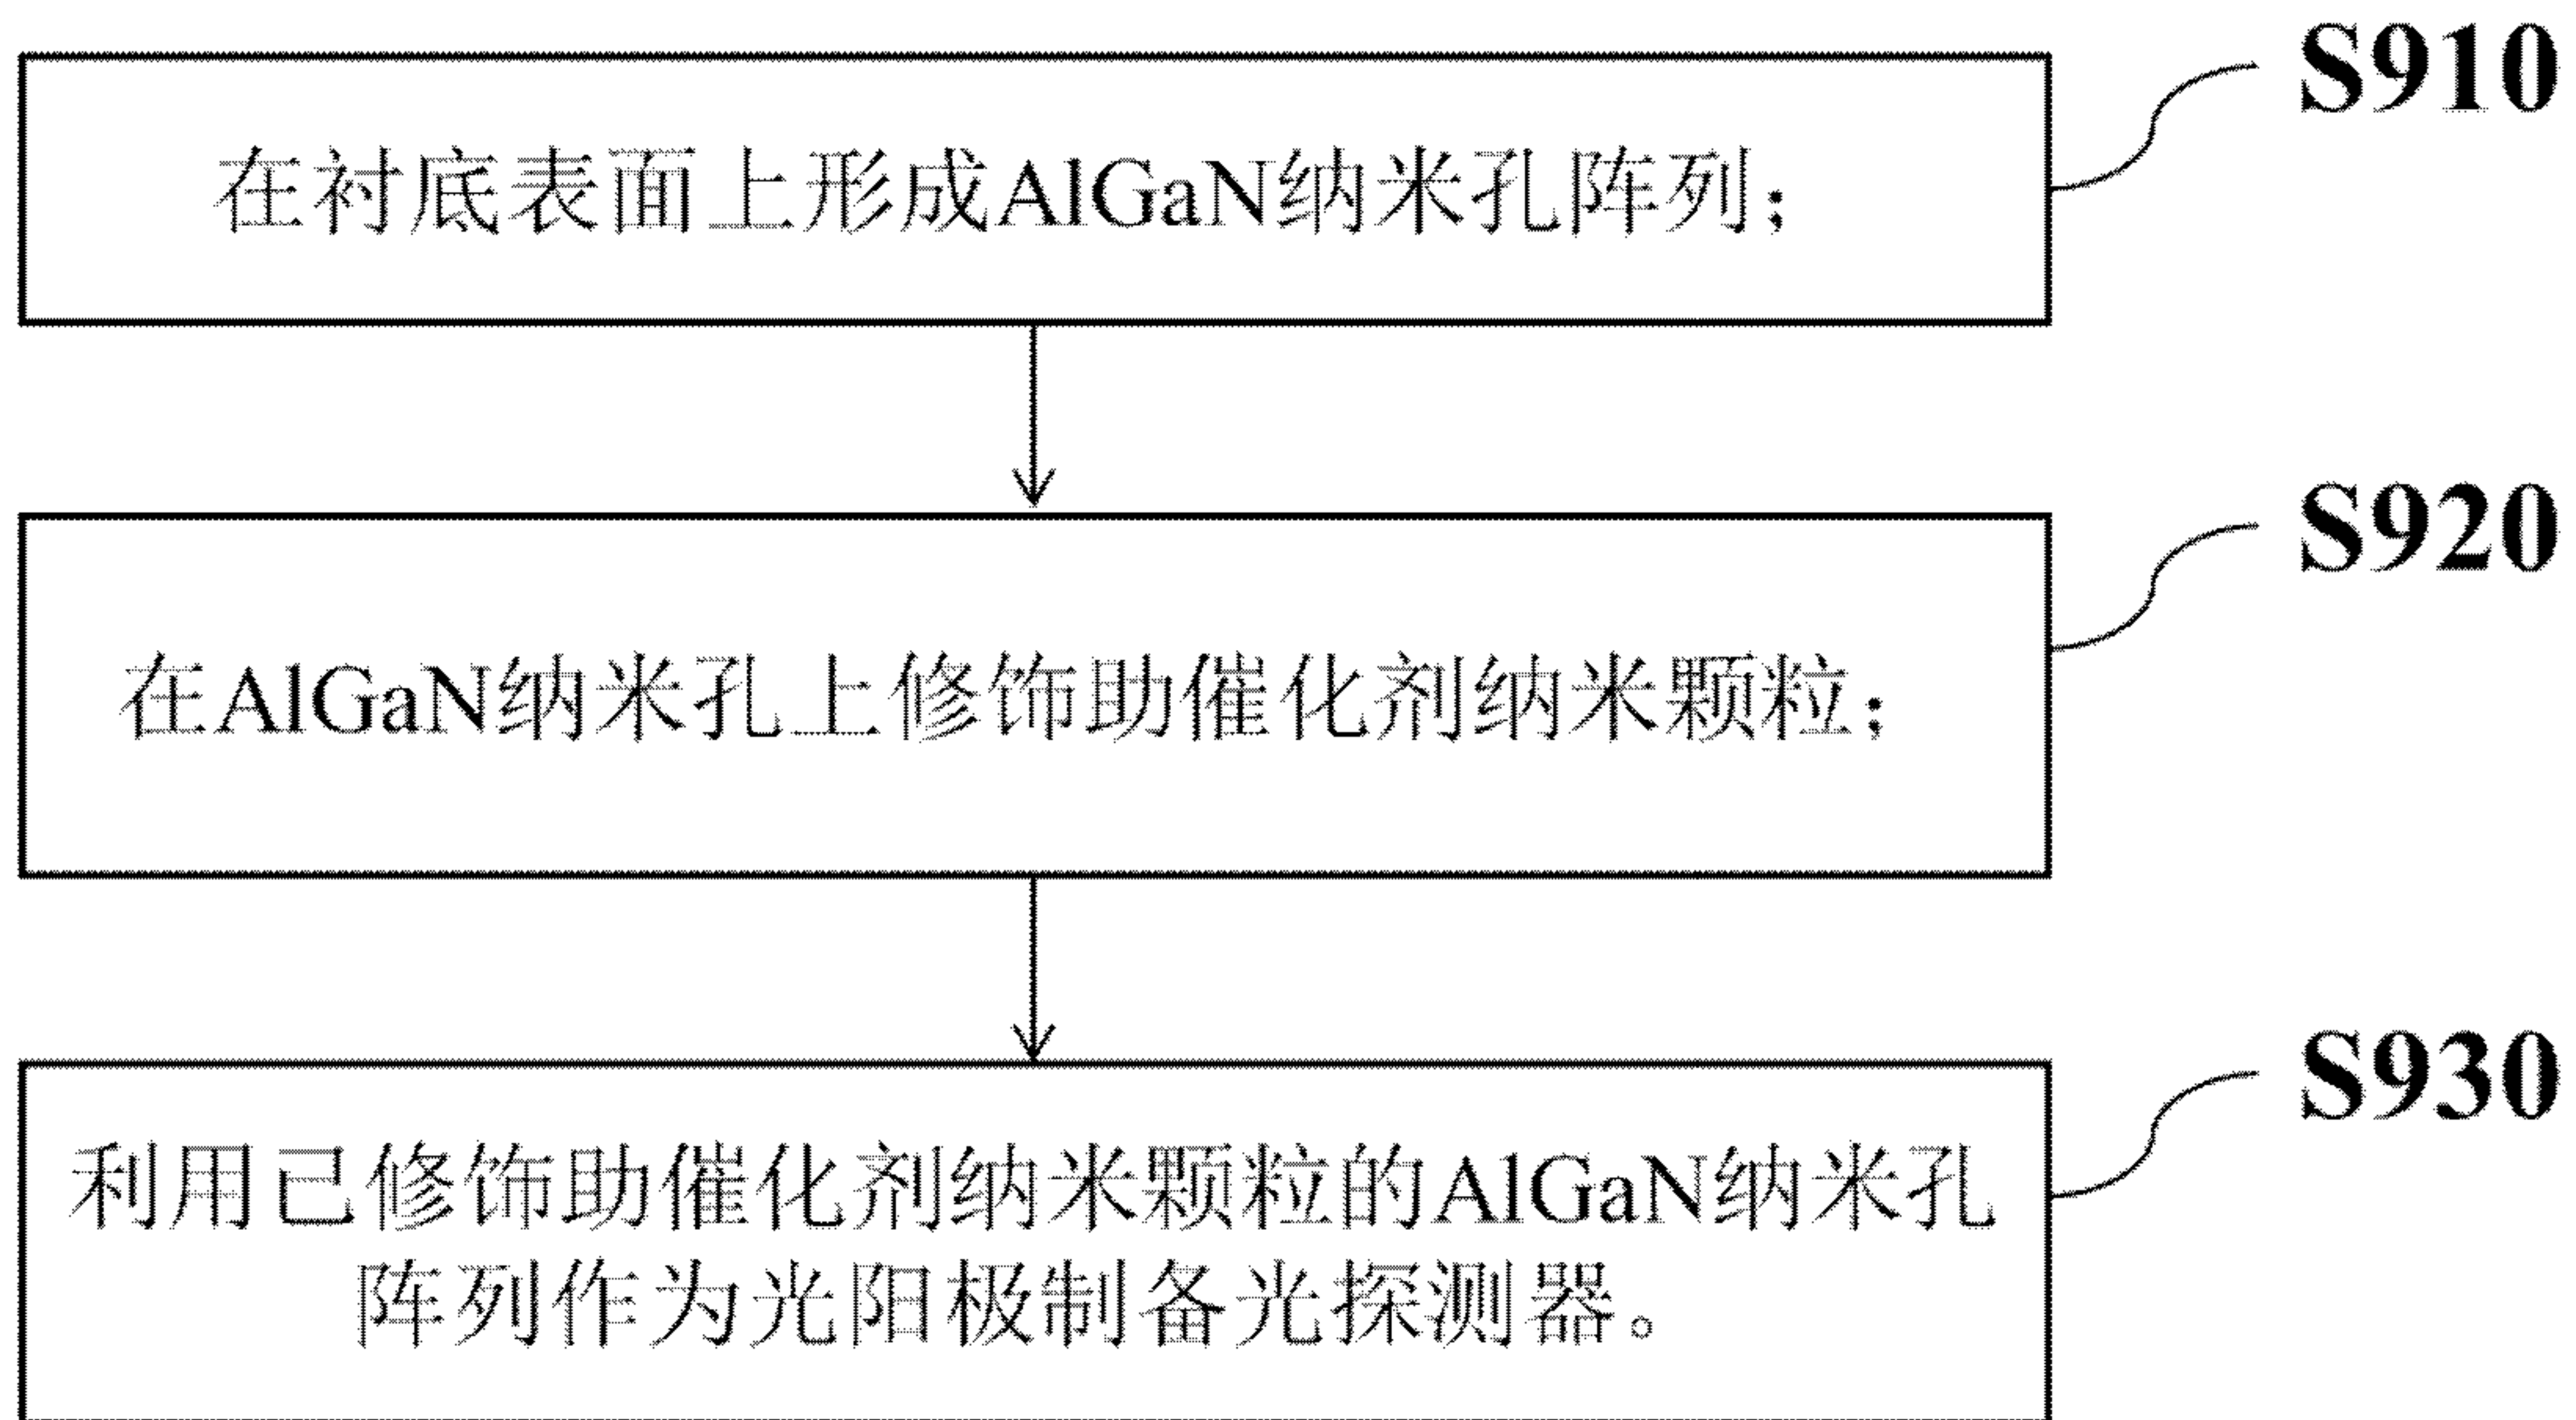 S910
在衬底表面上形成AlGaN纳米孔阵列；
S920
在AlGaN纳米孔上修饰助催化剂纳米颗粒；
S930
利用已修饰助催化剂纳米颗粒的AlGaN纳米孔
阵列作为光阳极制备光探测器。